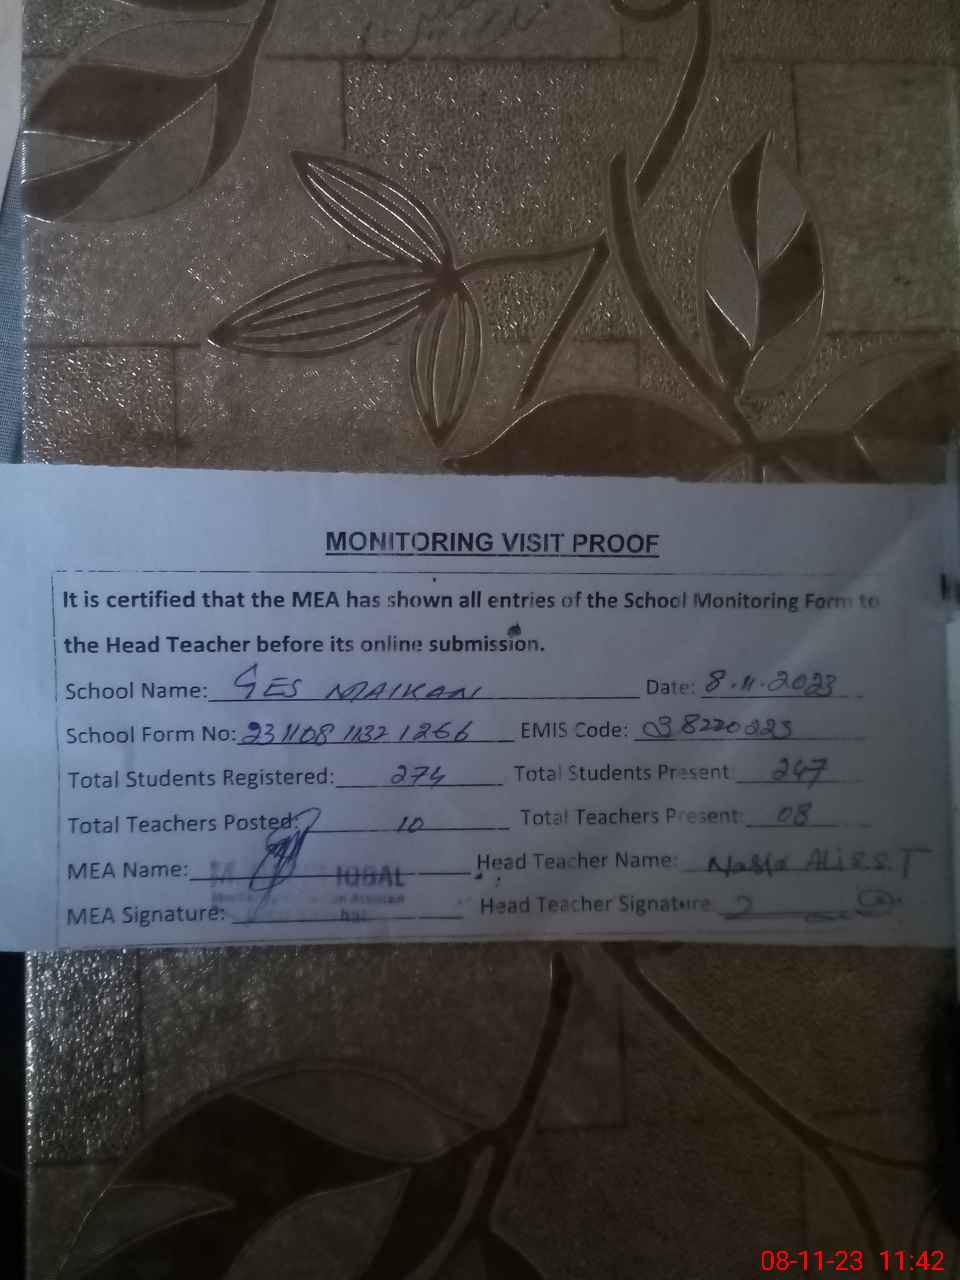 MONITORING VISIT PROOF
It is certified that the MEA has shown all entries of the School Monitoring Form to
the Head Teacher before its online submission.
School Name: GES MAIKAN Date: 8.11.2023
School Form No: 231108 1132 1266 EMIS Code: 38220223
Total Students Registered: 274 Total Students Present: 247
Total Teachers Posted: 10 Total Teachers Present: 08
MEA Name: IQBAL Head Teacher Name: Ali S.S.T
MEA Signature: Head Teacher Signature:
08-11-23 11:42